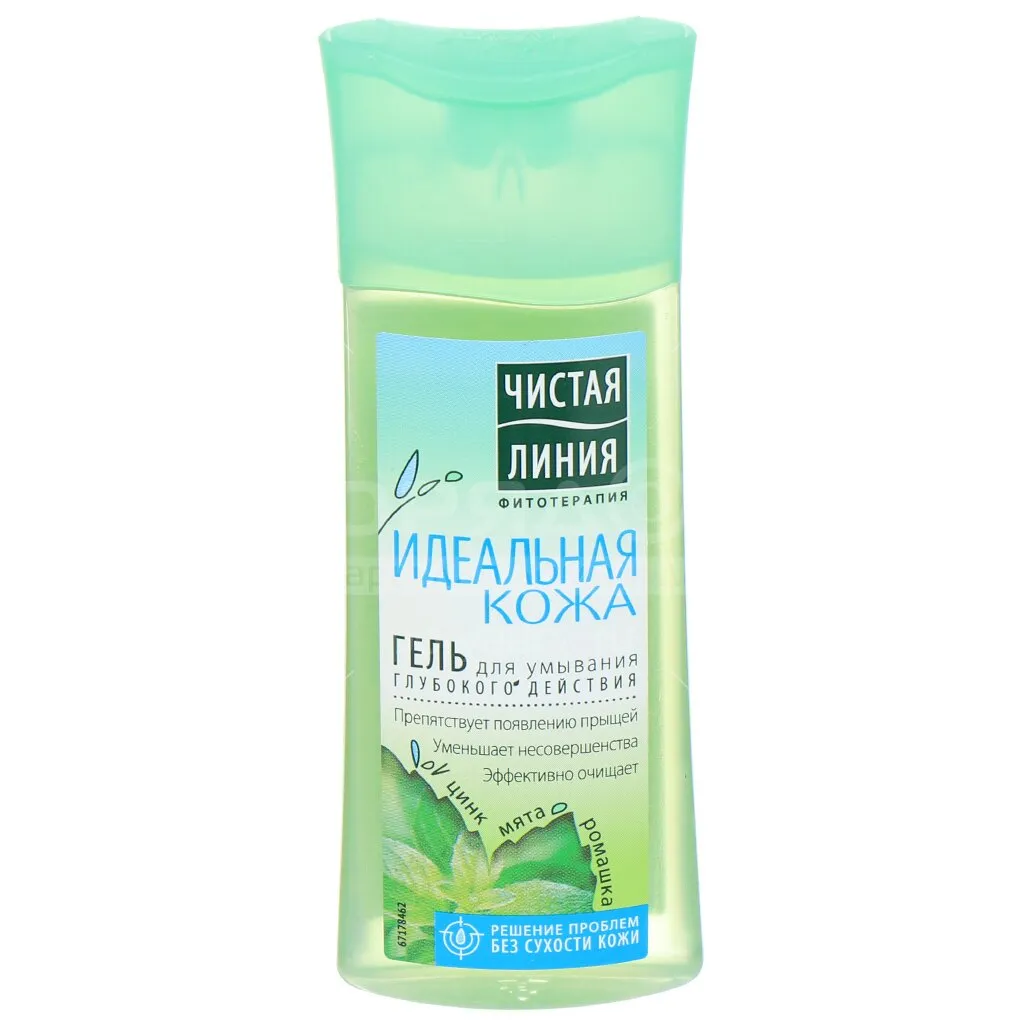 ЧИСТАЯ
ЛИНИЯ
ФИТОТЕРАПИЯ
ИДЕАЛЬНАЯ
КОЖА
ГЕЛЬ для умывания
ГЛУБОКОГО ДЕЙСТВИЯ
Препятствует появлению прыщей
Уменьшает несовершенства
Эффективно очищает
цинк
мята
ромашка
67178462
РЕШЕНИЕ ПРОБЛЕМ
БЕЗ СУХОСТИ КОЖИ